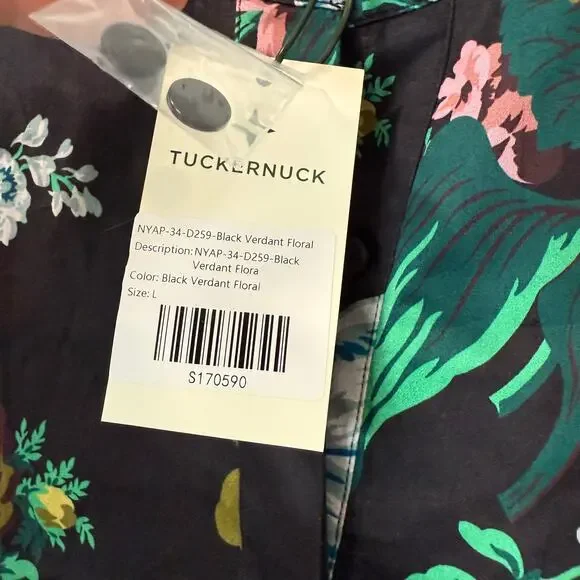 TUCKERNUCK
NYAP-34-D259-Black Verdant Floral
Description: NYAP-34-D259-Black
Verdant Flora
Color: Black Verdant Floral
Size: L
S170590